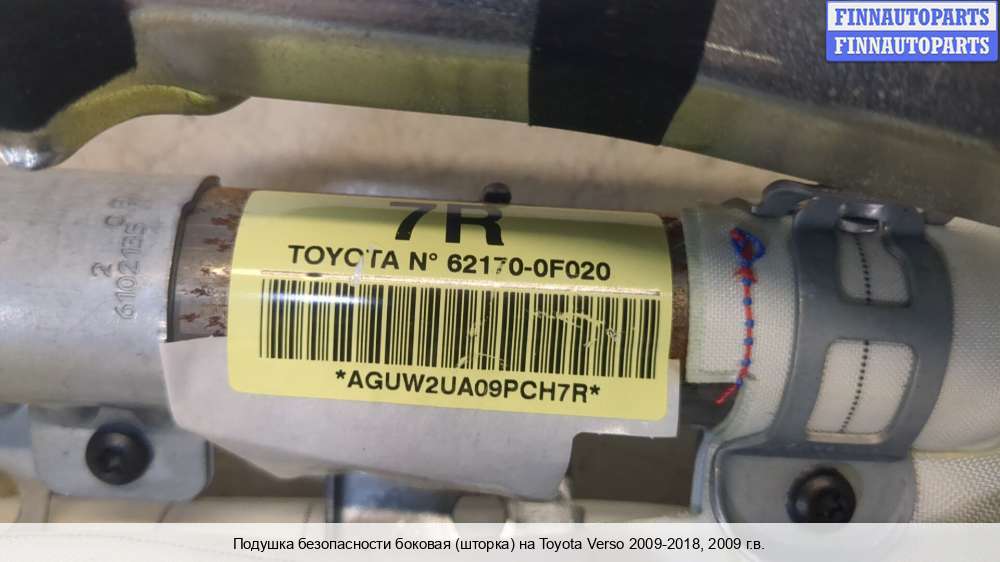 FINNAUTOPARTS
FINNAUTOPARTS
7R
TOYOTA N° 62170-0F020
*AGUW2UA09PCH7R*
Подушка безопасности боковая (шторка) на Toyota Verso 2009-2018, 2009 г.в.